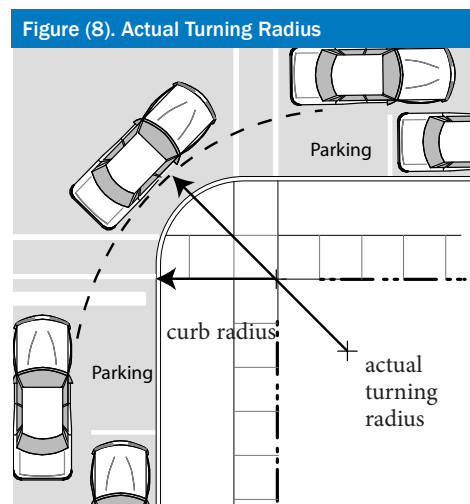 Figure (8). Actual Turning Radius
Parking
curb radius
Parking
actual
turning
radius